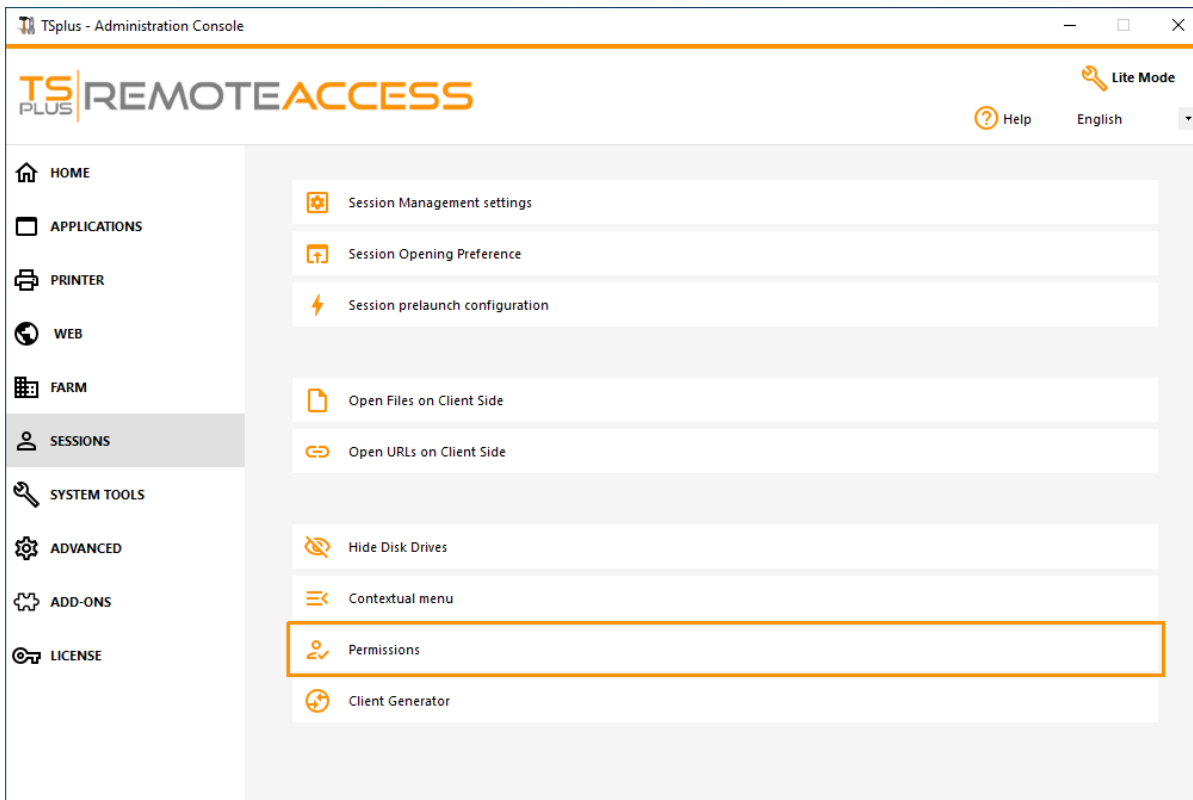 TSplus - Administration Console
TS PLUS REMOTEACCESS
Lite Mode
Help
English
HOME
APPLICATIONS
PRINTER
WEB
FARM
SESSIONS
SYSTEM TOOLS
ADVANCED
ADD-ONS
LICENSE
Session Management settings
Session Opening Preference
Session prelaunch configuration
Open Files on Client Side
Open URLs on Client Side
Hide Disk Drives
Contextual menu
Permissions
Client Generator